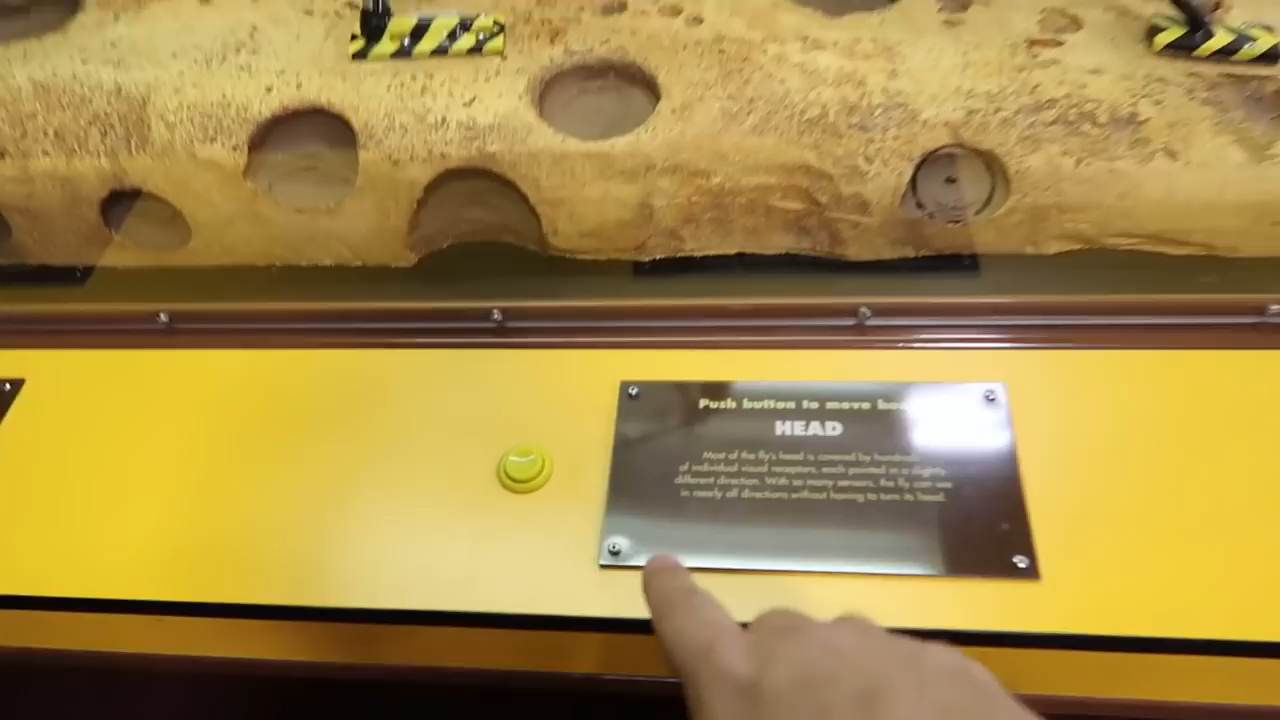 Push button to move
HEAD
Most of the fly's head is covered by hundreds
of individual visual receptors, each pointed in a slightly
different direction. With so many sensors, the fly can see
in nearly all directions without having to turn its head.